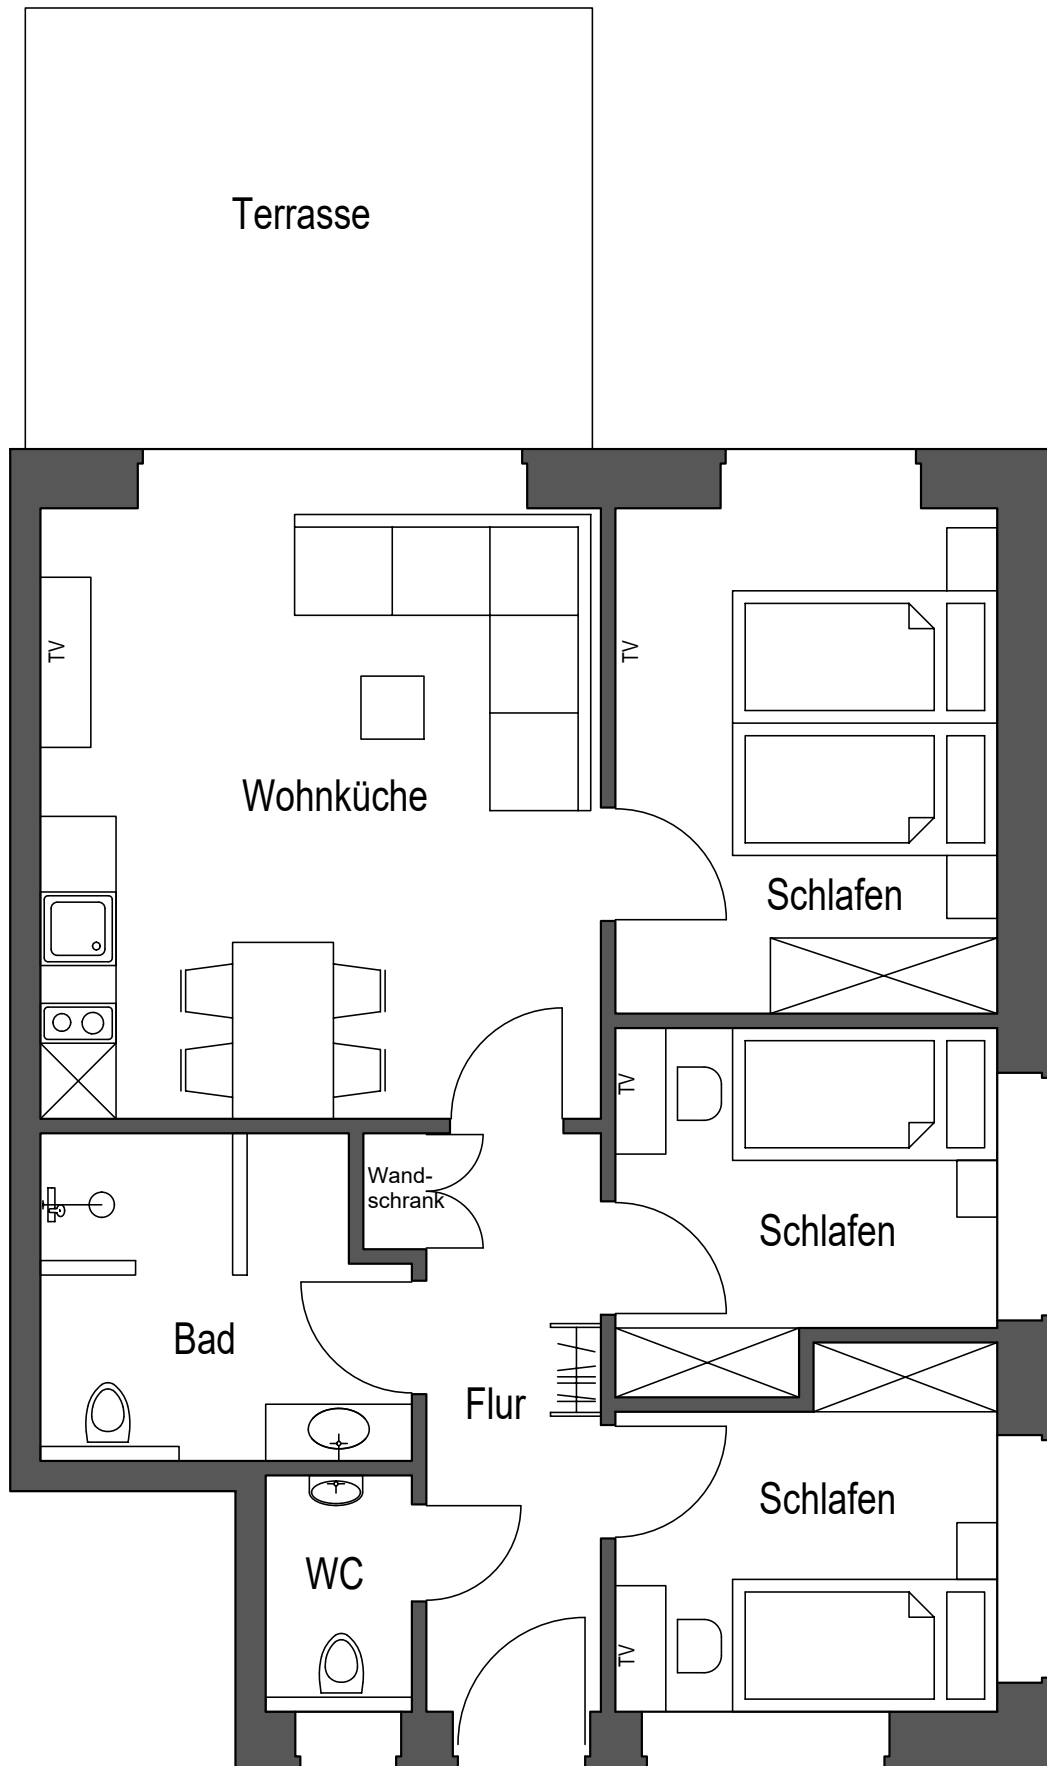 Terrasse
TV
TV
Wohnküche
Schlafen
TV
Wand-
schrank
Schlafen
Bad
Flur
Schlafen
WC
TV